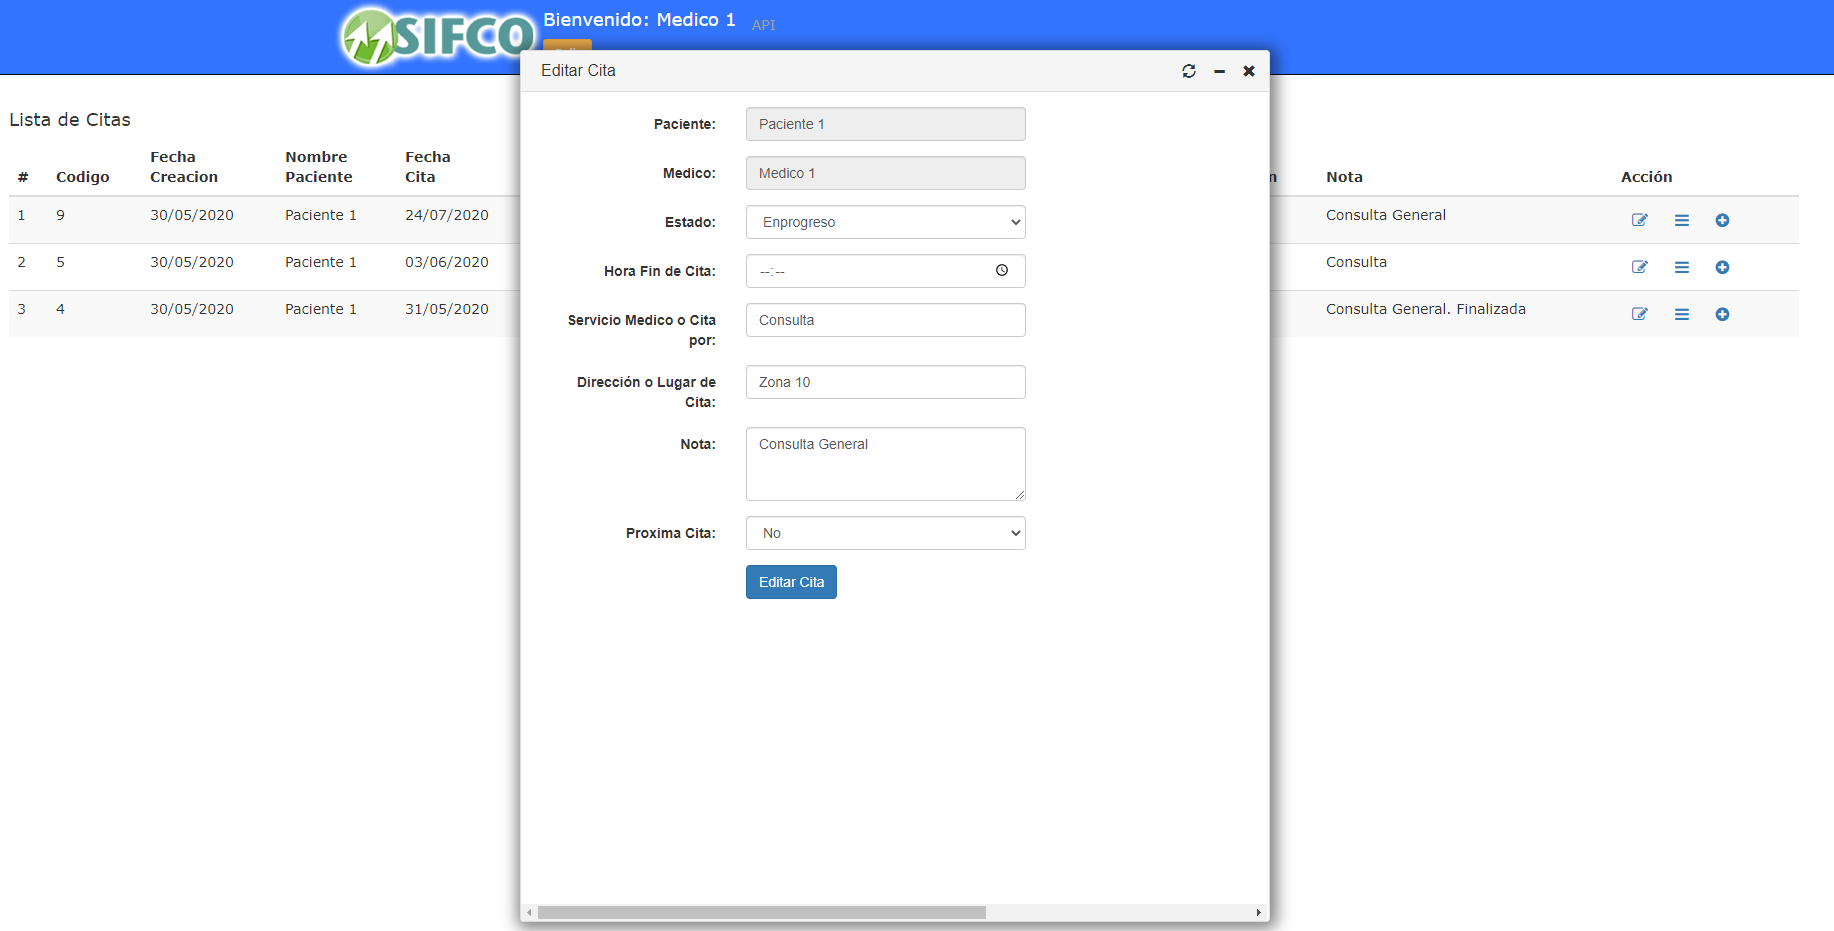 SIFCO
Bienvenido: Medico 1
API
Editar Cita
Lista de Citas
Paciente:
Paciente 1
Medico:
Medico 1
Estado:
Enprogreso
Hora Fin de Cita:
--:--
Servicio Medico o Cita
por:
Consulta
Dirección o Lugar de
Cita:
Zona 10
Nota:
Consulta General
Proxima Cita:
No
Editar Cita
# Codigo Fecha Creacion Nombre Paciente Fecha Cita n Nota Acción
1 9 30/05/2020 Paciente 1 24/07/2020 Consulta General
2 5 30/05/2020 Paciente 1 03/06/2020 Consulta
3 4 30/05/2020 Paciente 1 31/05/2020 Consulta General. Finalizada